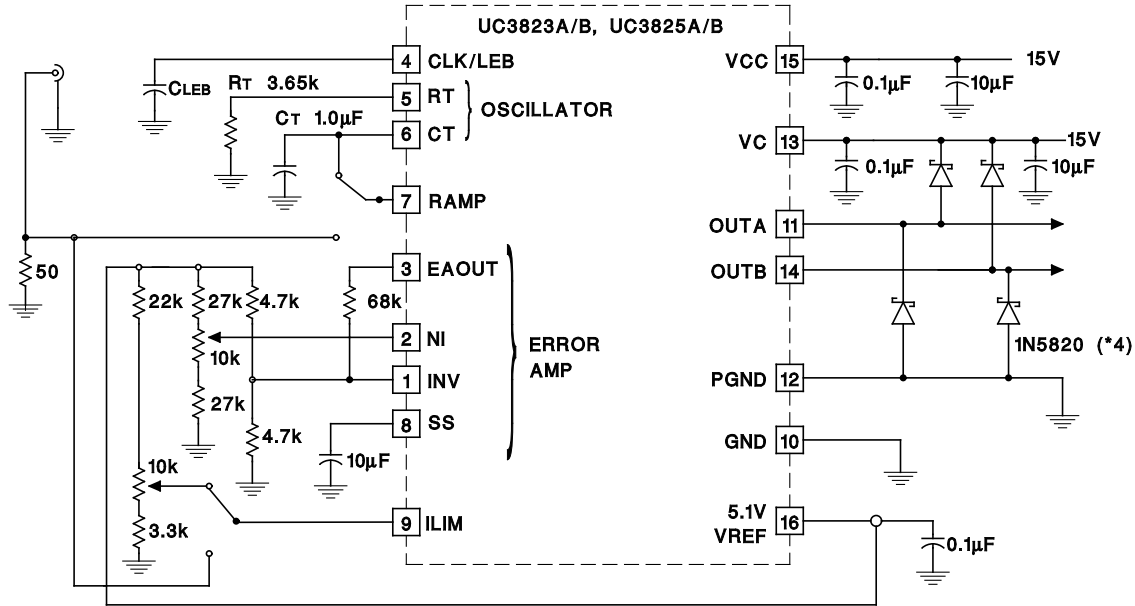 UC3823A/B, UC3825A/B
4 CLK/LEB
CLEB
RT 3.65k
5 RT
OSCILLATOR
CT 1.0µF
6 CT
7 RAMP
50
3 EAOUT
22k
27k
4.7k
68k
2 NI
10k
ERROR
AMP
1 INV
27k
8 SS
4.7k
10µF
10k
3.3k
9 ILIM
VCC 15
15V
0.1µF
10µF
VC 13
15V
0.1µF
10µF
OUTA 11
OUTB 14
1N5820 (*4)
PGND 12
GND 10
5.1V
VREF 16
0.1µF